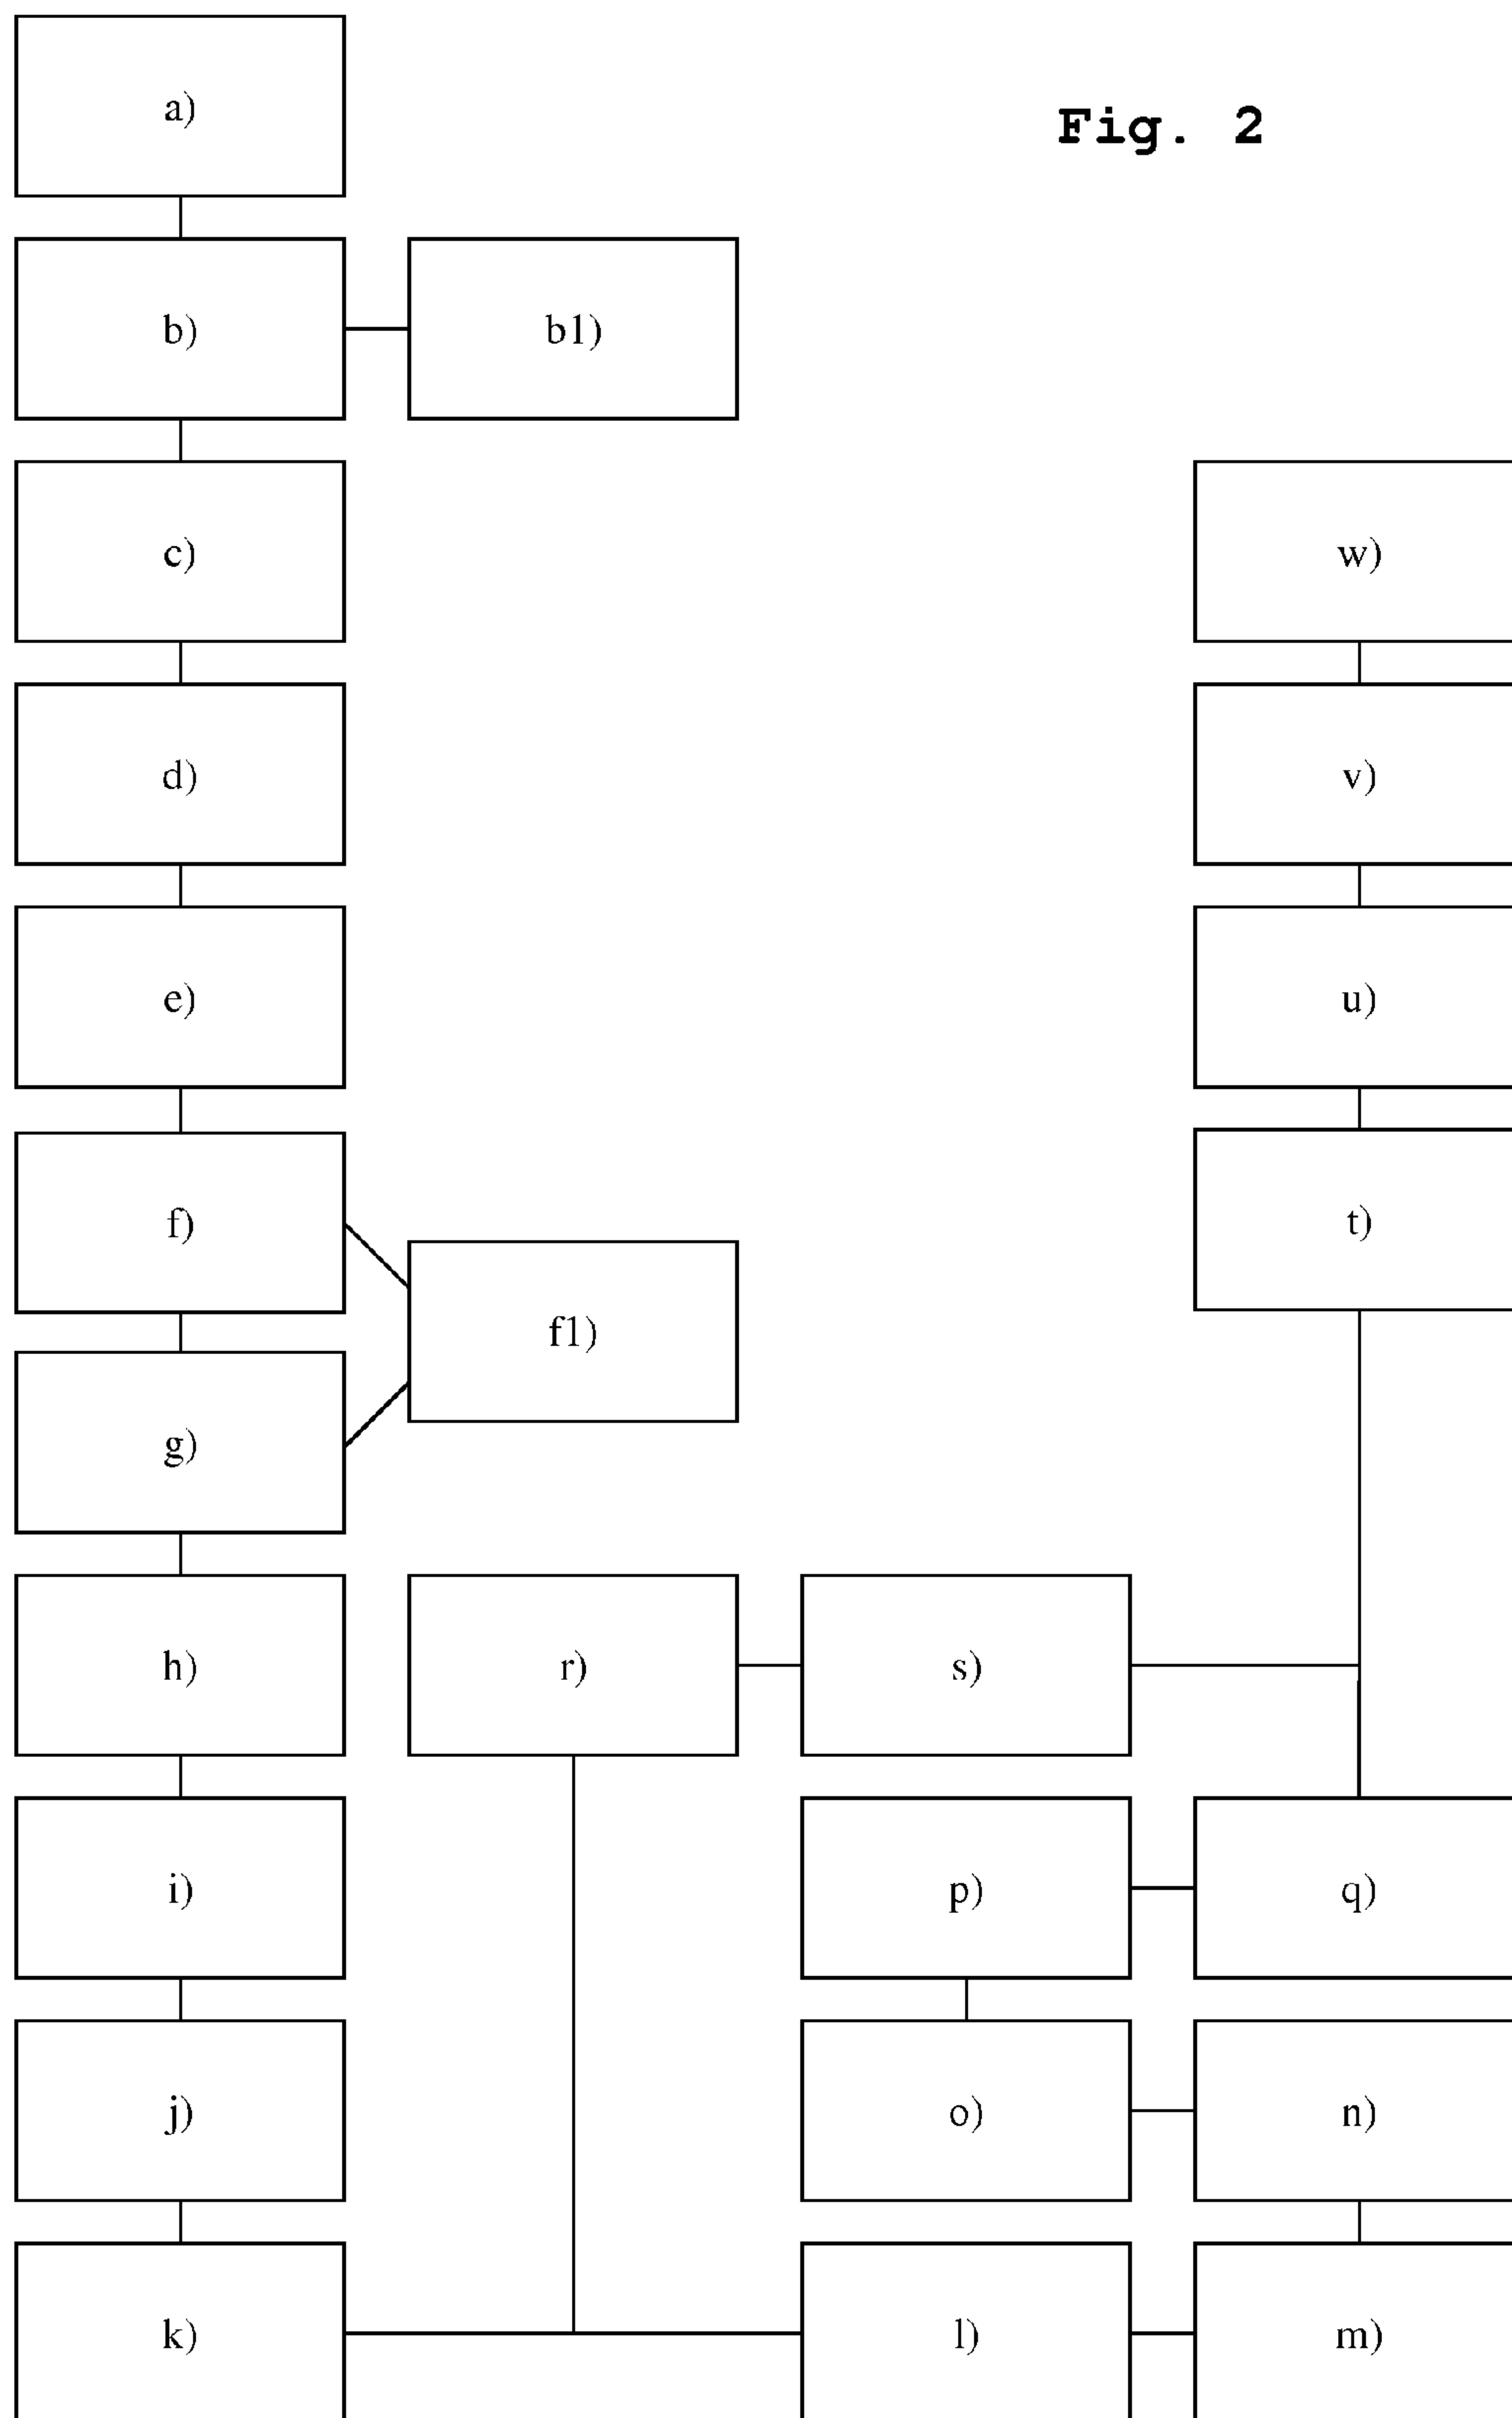 a)
Fig. 2
b)
b1)
c)
w)
d)
v)
e)
u)
f)
t)
f1)
g)
h)
r)
s)
i)
p)
q)
j)
o)
n)
k)
l)
m)